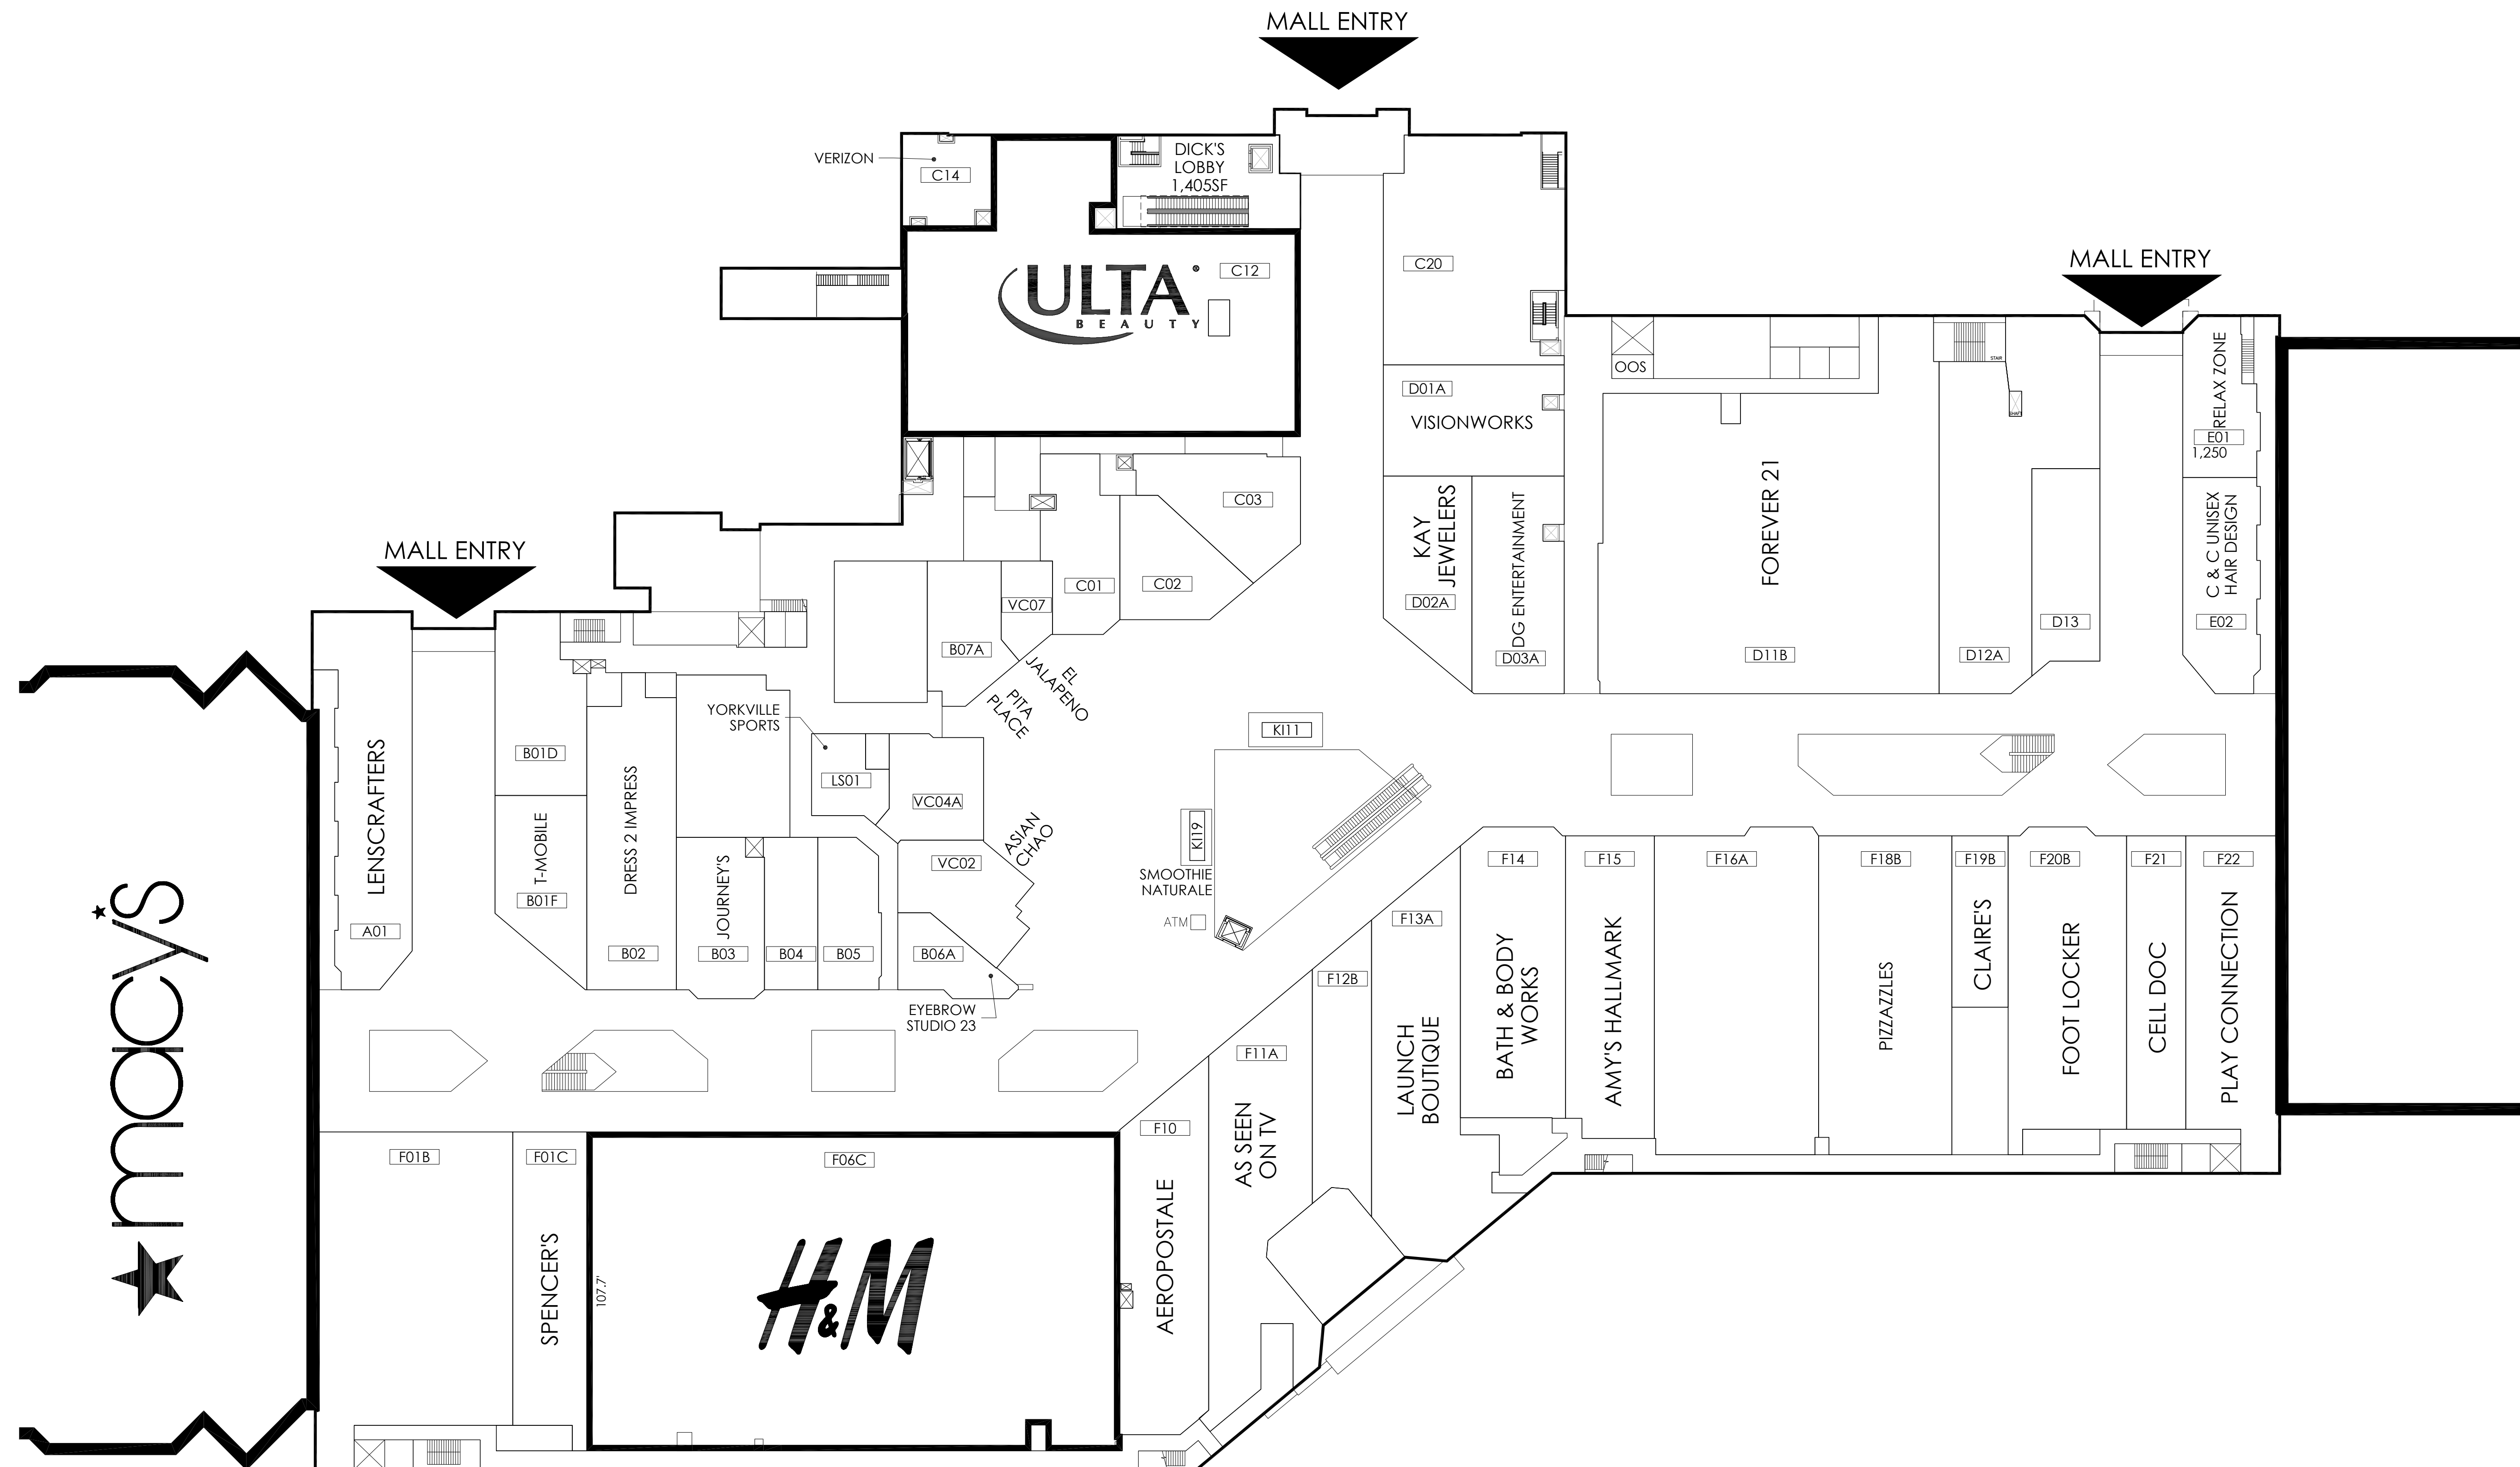 MALL ENTRY
VERIZON
C14
DICK'S
LOBBY
1,405SF
ULTA
BEAUTY
C12
C20
MALL ENTRY
OOS
STAIR
D01A
VISIONWORKS
RELAX ZONE
E01
1,250
C03
C02
C01
VC07
B07A
EL
JALAPENO
PITA
PLACE
KAY
JEWELERS
D02A
DG ENTERTAINMENT
D03A
FOREVER 21
D11B
D12A
D13
C & C UNISEX
HAIR DESIGN
E02
MALL ENTRY
macy's
LENSCRAFTERS
A01
B01D
T-MOBILE
B01F
DRESS 2 IMPRESS
B02
YORKVILLE
SPORTS
LS01
VC04A
JOURNEY'S
B03
B04
B05
VC02
ASIAN
CHAO
B06A
EYEBROW
STUDIO 23
KI11
KI19
SMOOTHIE
NATURALE
ATM
F14
BATH & BODY
WORKS
F15
AMY'S HALLMARK
F16A
F18B
PIZAZZLES
F19B
CLAIRE'S
F20B
FOOT LOCKER
F21
CELL DOC
F22
PLAY CONNECTION
F13A
LAUNCH
BOUTIQUE
F12B
F11A
AS SEEN
ON TV
F10
AEROPOSTALE
F01B
F01C
SPENCER'S
F06C
107.7'
H&M